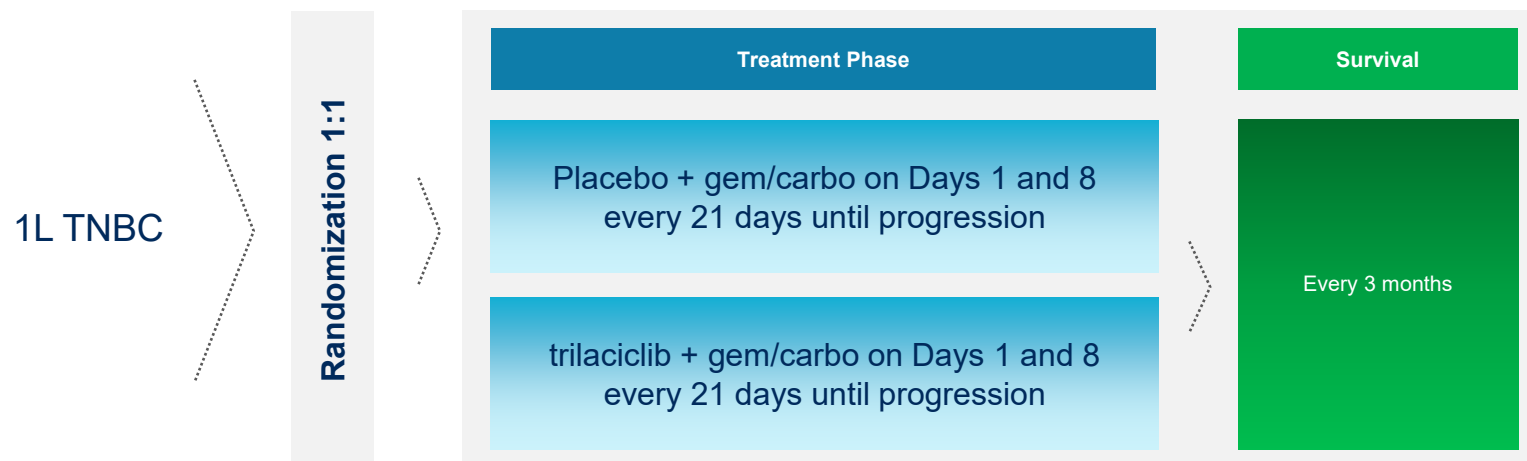 1L TNBC
Randomization 1:1
Treatment Phase
Placebo + gem/carbo on Days 1 and 8
every 21 days until progression
trilaciclib + gem/carbo on Days 1 and 8
every 21 days until progression
Survival
Every 3 months